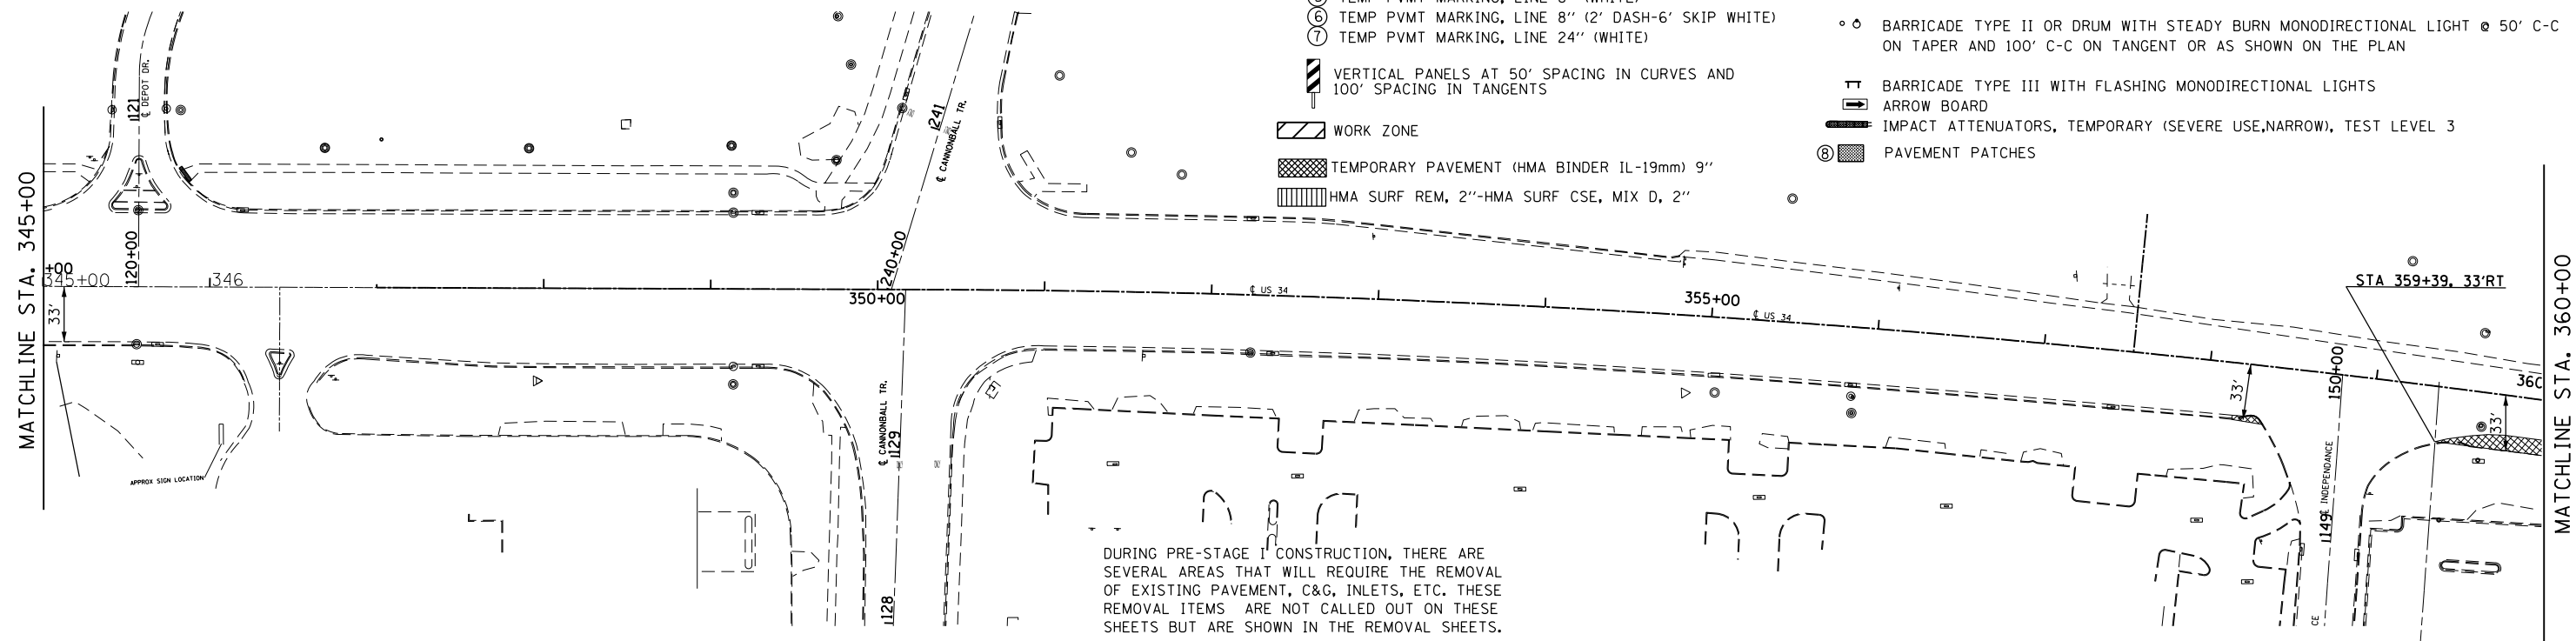 TEMP PVMT MARKING, LINE 8'' (2' DASH-6' SKIP WHITE)
6
7
TEMP PVMT MARKING, LINE 24'' (WHITE)
VERTICAL PANELS AT 50' SPACING IN CURVES AND
100' SPACING IN TANGENTS
WORK ZONE
TEMPORARY PAVEMENT (HMA BINDER IL-19mm) 9''
HMA SURF REM, 2''-HMA SURF CSE, MIX D, 2''
BARRICADE TYPE II OR DRUM WITH STEADY BURN MONODIRECTIONAL LIGHT @ 50' C-C
ON TAPER AND 100' C-C ON TANGENT OR AS SHOWN ON THE PLAN
BARRICADE TYPE III WITH FLASHING MONODIRECTIONAL LIGHTS
ARROW BOARD
IMPACT ATTENUATORS, TEMPORARY (SEVERE USE,NARROW), TEST LEVEL 3
8 PAVEMENT PATCHES
MATCHLINE STA. 345+00
121
℄ DEPOT DR.
120+00
+00
345+00
346
33'
APPROX SIGN LOCATION
241
℄ CANNONBALL TR.
240+00
350+00
℄ US 34
355+00
℄ US 34
STA 359+39, 33'RT
150+00
360
33'
33'
℄ CANNONBALL TR.
129
128
℄ INDEPENDANCE
149
CE
MATCHLINE STA. 360+00
DURING PRE-STAGE I CONSTRUCTION, THERE ARE
SEVERAL AREAS THAT WILL REQUIRE THE REMOVAL
OF EXISTING PAVEMENT, C&G, INLETS, ETC. THESE
REMOVAL ITEMS ARE NOT CALLED OUT ON THESE
SHEETS BUT ARE SHOWN IN THE REMOVAL SHEETS.